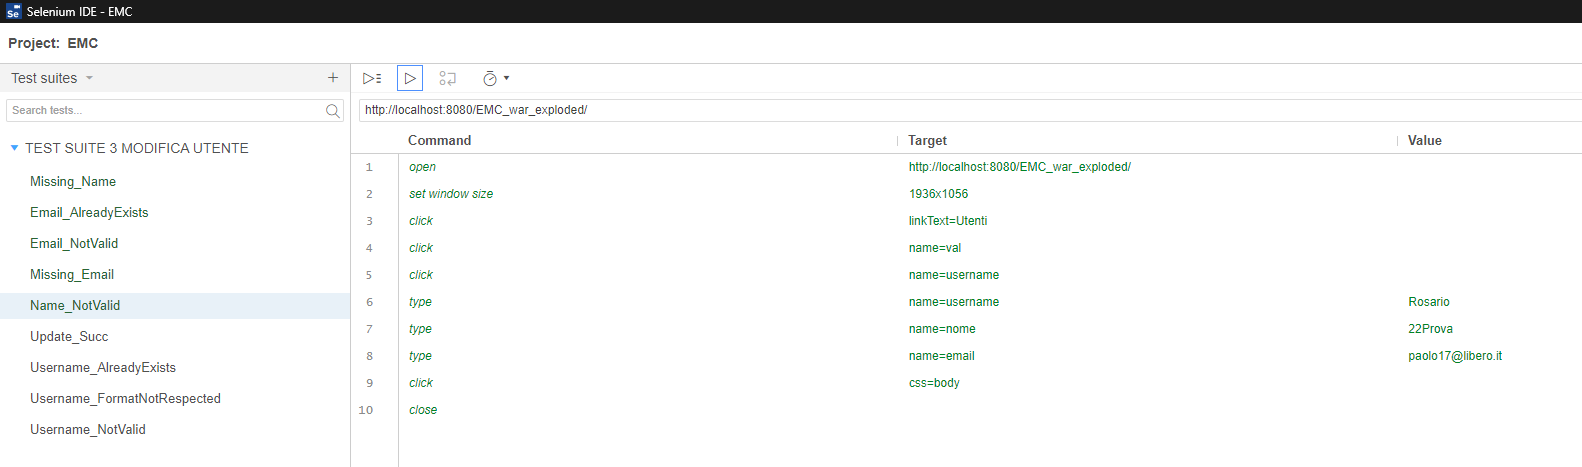 Se Selenium IDE - EMC
Project: EMC
Test suites
Search tests...
TEST SUITE 3 MODIFICA UTENTE
Missing_Name
Email_AlreadyExists
Email_NotValid
Missing_Email
Name_NotValid
Update_Succ
Username_AlreadyExists
Username_FormatNotRespected
Username_NotValid
http://localhost:8080/EMC_war_exploded/
Command Target Value
1 open http://localhost:8080/EMC_war_exploded/
2 set window size 1936x1056
3 click linkText=Utenti
4 click name=val
5 click name=username
6 type name=username Rosario
7 type name=nome 22Prova
8 type name=email paolo17@libero.it
9 click css=body
10 close